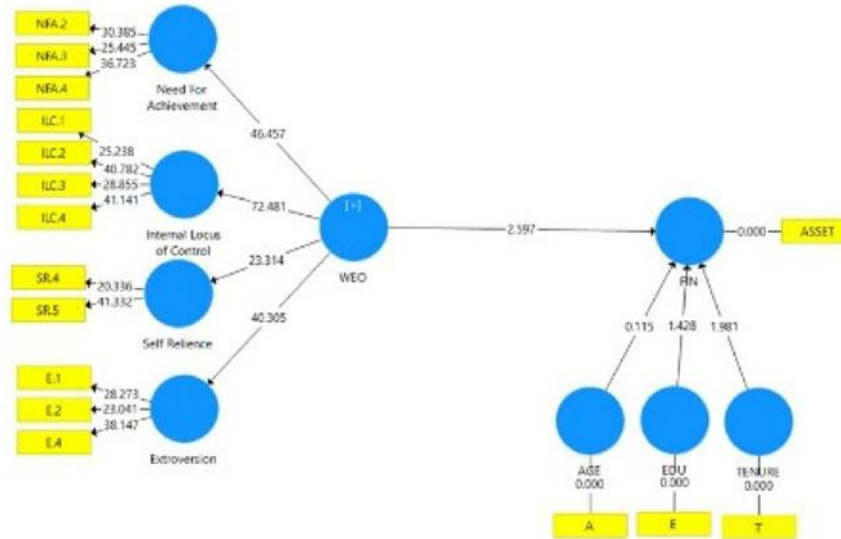 NFA.2
30.385
NFA.3
25.445
36.723
NFA.4
Need For
Achievement
ILC.1
25.238
ILC.2
40.782
ILC.3
28.855
ILC.4
41.141
Internal Locus
of Control
46.457
72.481
[+]
WEO
23.314
40.305
SR.4
20.336
SR.5
41.332
Self Relience
E.1
28.273
E.2
23.041
E.4
38.147
Extroversion
2.597
FIN
0.000
ASSET
0.115
1.428
1.981
AGE
EDU
TENURE
0.000
0.000
0.000
A
E
T